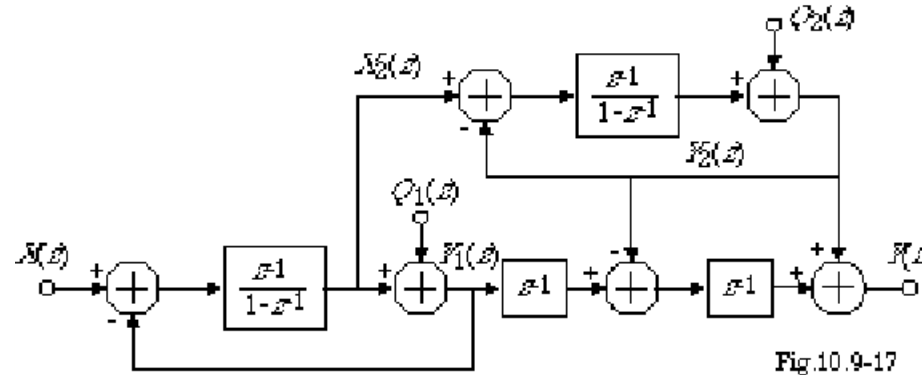 Q2(z)
X2(z)
z-1
1-z-1
Y2(z)
Q1(z)
X(z)
z-1
1-z-1
Y1(z)
z-1
z-1
Fig.10.9-17